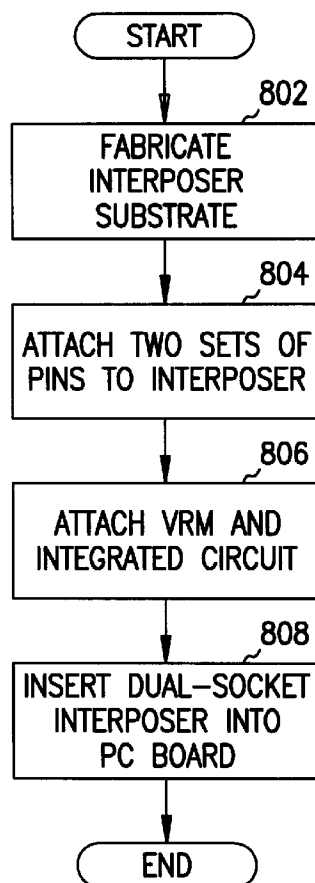 START
802
FABRICATE
INTERPOSER
SUBSTRATE
804
ATTACH TWO SETS OF
PINS TO INTERPOSER
806
ATTACH VRM AND
INTEGRATED CIRCUIT
808
INSERT DUAL-SOCKET
INTERPOSER INTO
PC BOARD
END